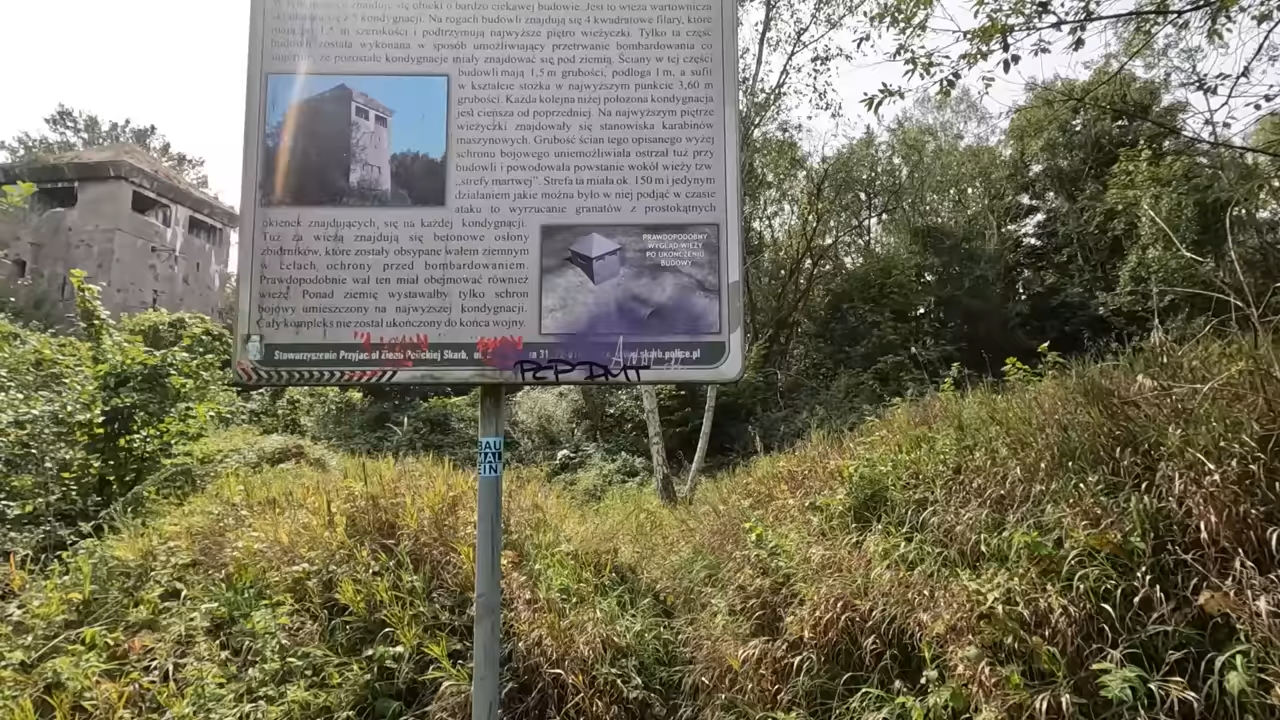 znajduje się obiekt o bardzo ciekawej budowie. Jest to wieża wartownicza
z 5 kondygnacji. Na rogach budowli znajdują się 4 kwadratowe filary, które
mają po 1,5 m szerokości i podtrzymują najwyższe piętro wieżyczki. Tylko ta część
budowli została wykonana w sposób umożliwiający przetrwanie bombardowania co
że pozostałe kondygnacje miały znajdować się pod ziemią. Ściany w tej części
budowli mają 1,5 m grubości, podłoga 1 m, a sufit
w kształcie stożka w najwyższym punkcie 3,60 m
grubości. Każda kolejna niżej położona kondygnacja
jest cieńsza od poprzedniej. Na najwyższym piętrze
wieżyczki znajdowały się stanowiska karabinów
maszynowych. Grubość ścian tego opisanego wyżej
schronu bojowego uniemożliwiała ostrzał tuż przy
budowli i powodowała powstanie wokół wieży tzw.
„strefy martwej”. Strefa ta miała ok. 150 m i jedynym
działaniem jakie można było w niej podjąć w czasie
ataku to wyrzucanie granatów z prostokątnych
okienek znajdujących, się na każdej kondygnacji.
Tuż za wieżą znajdują się betonowe osłony
zbiorników, które zostały obsypane wałem ziemnym
w celach ochrony przed bombardowaniem.
Prawdopodobnie wał ten miał obejmować również
wieżę. Ponad ziemię wystawałby tylko schron
bojowy umieszczony na najwyższej kondygnacji.
Cały kompleks nie został ukończony do końca wojny.
PRAWDOPODOBNY
WYGLĄD WIEŻY
PO UKOŃCZENIU
BUDOWY
Stowarzyszenie Przyjaciół Ziemi Polickiej Skarb, 31 .skarb.police.pl
BAU
MAL
EIN